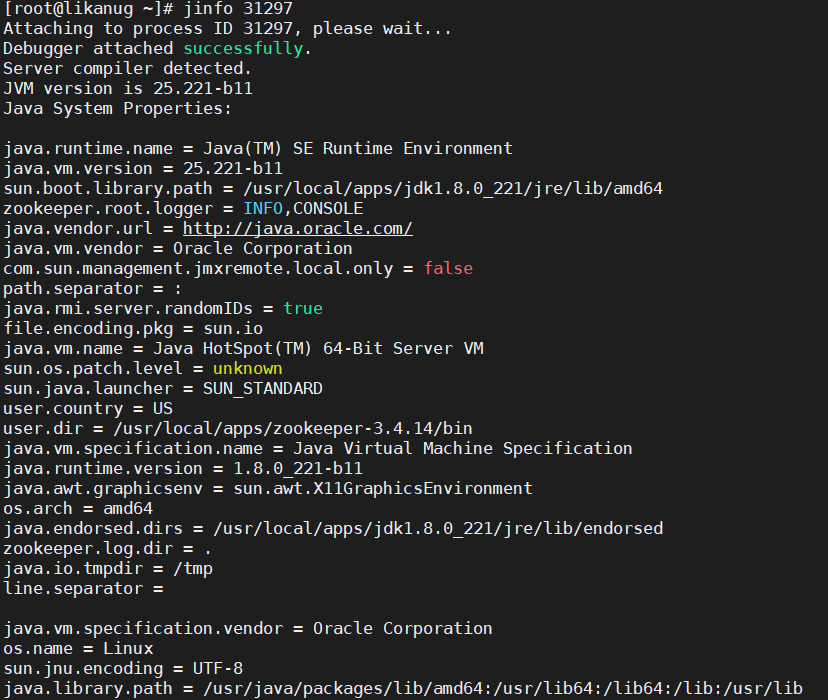 [root@likanug ~]# jinfo 31297
Attaching to process ID 31297, please wait...
Debugger attached successfully.
Server compiler detected.
JVM version is 25.221-b11
Java System Properties:

java.runtime.name = Java(TM) SE Runtime Environment
java.vm.version = 25.221-b11
sun.boot.library.path = /usr/local/apps/jdk1.8.0_221/jre/lib/amd64
zookeeper.root.logger = INFO,CONSOLE
java.vendor.url = http://java.oracle.com/
java.vm.vendor = Oracle Corporation
com.sun.management.jmxremote.local.only = false
path.separator = :
java.rmi.server.randomIDs = true
file.encoding.pkg = sun.io
java.vm.name = Java HotSpot(TM) 64-Bit Server VM
sun.os.patch.level = unknown
sun.java.launcher = SUN_STANDARD
user.country = US
user.dir = /usr/local/apps/zookeeper-3.4.14/bin
java.vm.specification.name = Java Virtual Machine Specification
java.runtime.version = 1.8.0_221-b11
java.awt.graphicsenv = sun.awt.X11GraphicsEnvironment
os.arch = amd64
java.endorsed.dirs = /usr/local/apps/jdk1.8.0_221/jre/lib/endorsed
zookeeper.log.dir = .
java.io.tmpdir = /tmp
line.separator =

java.vm.specification.vendor = Oracle Corporation
os.name = Linux
sun.jnu.encoding = UTF-8
java.library.path = /usr/java/packages/lib/amd64:/usr/lib64:/lib64:/lib:/usr/lib